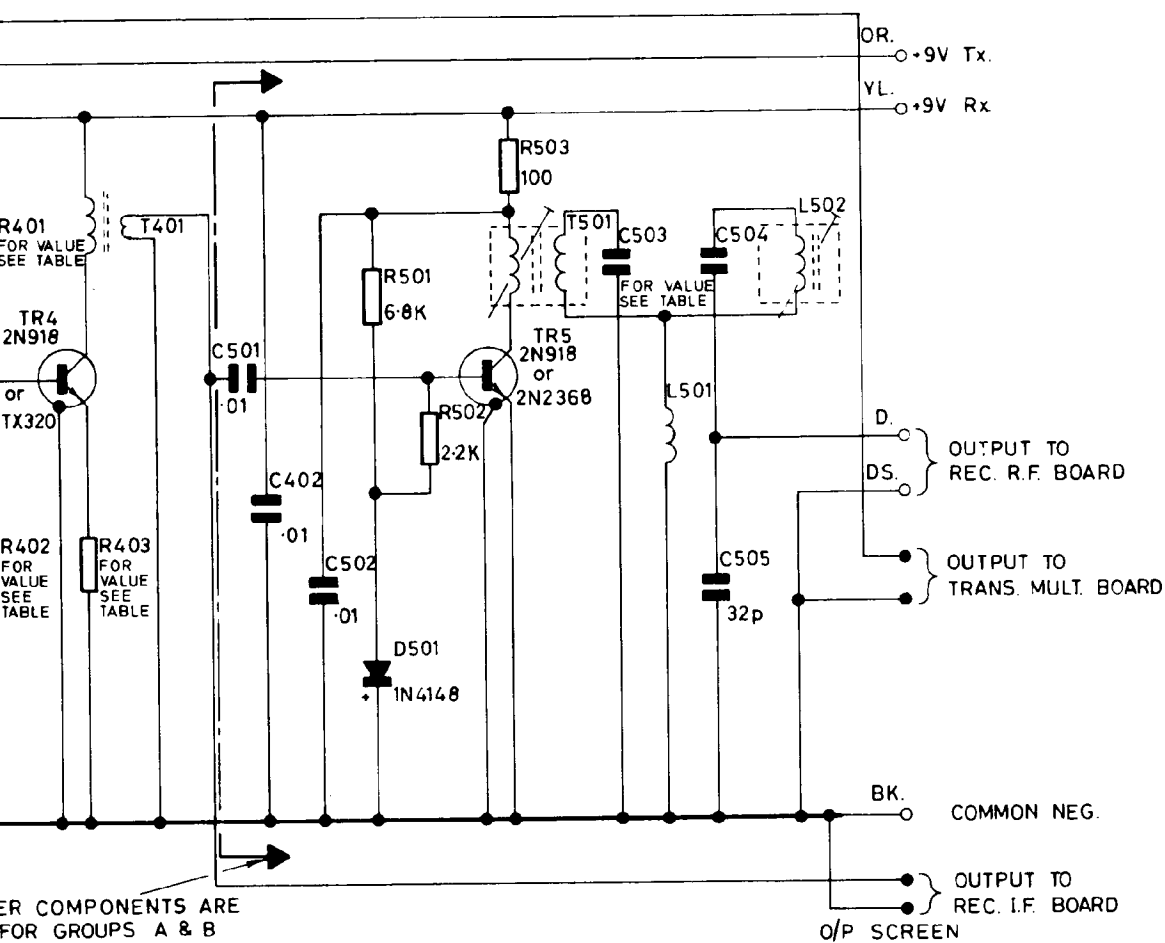 OR.
+9V Tx.
YL.
+9V Rx
R503
100
L502
R401
FOR VALUE
SEE TABLE
T401
T501
C503
C504
R501
6·8K
FOR VALUE
SEE TABLE
TR4
2N918
or
TX320
C501
·01
TR5
2N918
or
2N2368
L501
R502
2·2K
D.
OUTPUT TO
REC. R.F. BOARD
DS.
C402
·01
R402
FOR
VALUE
SEE
TABLE
R403
FOR
VALUE
SEE
TABLE
C502
·01
C505
32p
OUTPUT TO
TRANS. MULT. BOARD
D501
1N4148
+
BK.
COMMON NEG.
OUTPUT TO
REC. I.F. BOARD
O/P SCREEN
ER COMPONENTS ARE
FOR GROUPS A & B